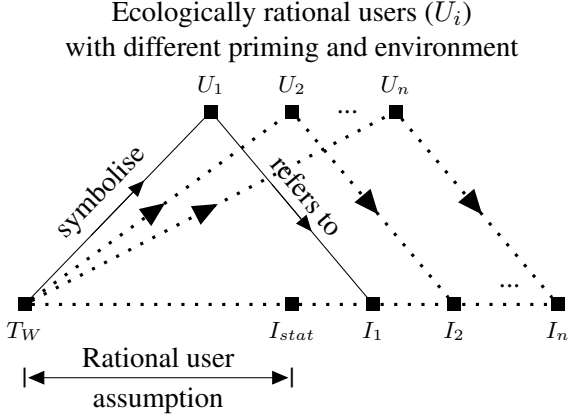 Ecologically rational users (U_i)
with different priming and environment
U_1 U_2 ... U_n
symbolise
refers to
...
T_W I_stat I_1 I_2 I_n
Rational user
assumption